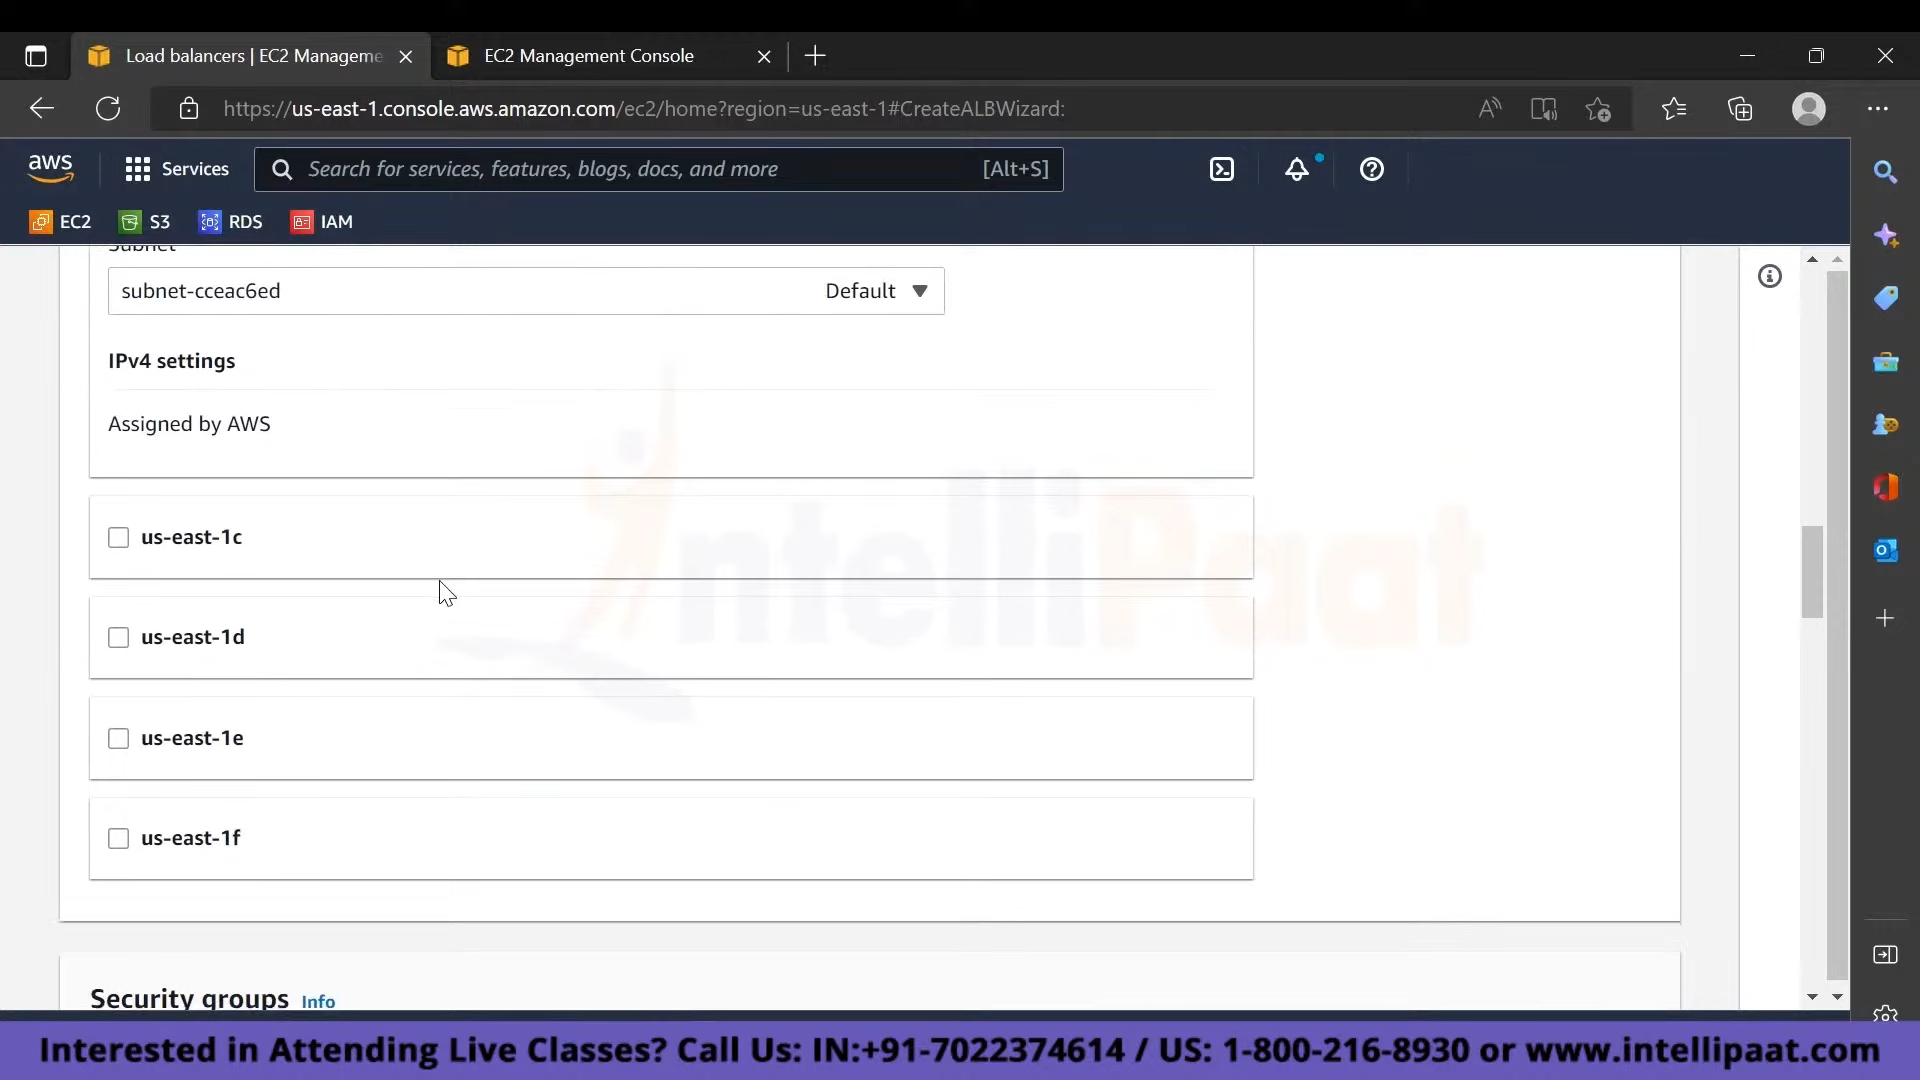 Load balancers | EC2 Manageme
EC2 Management Console
https://us-east-1.console.aws.amazon.com/ec2/home?region=us-east-1#CreateALBWizard:
aws
Services
Search for services, features, blogs, docs, and more
[Alt+S]
EC2
S3
RDS
IAM
Subnet
subnet-cceac6ed
Default
IPv4 settings
Assigned by AWS
us-east-1c
us-east-1d
us-east-1e
us-east-1f
intelliPaat
Security groups Info
Interested in Attending Live Classes? Call Us: IN:+91-7022374614 / US: 1-800-216-8930 or www.intellipaat.com